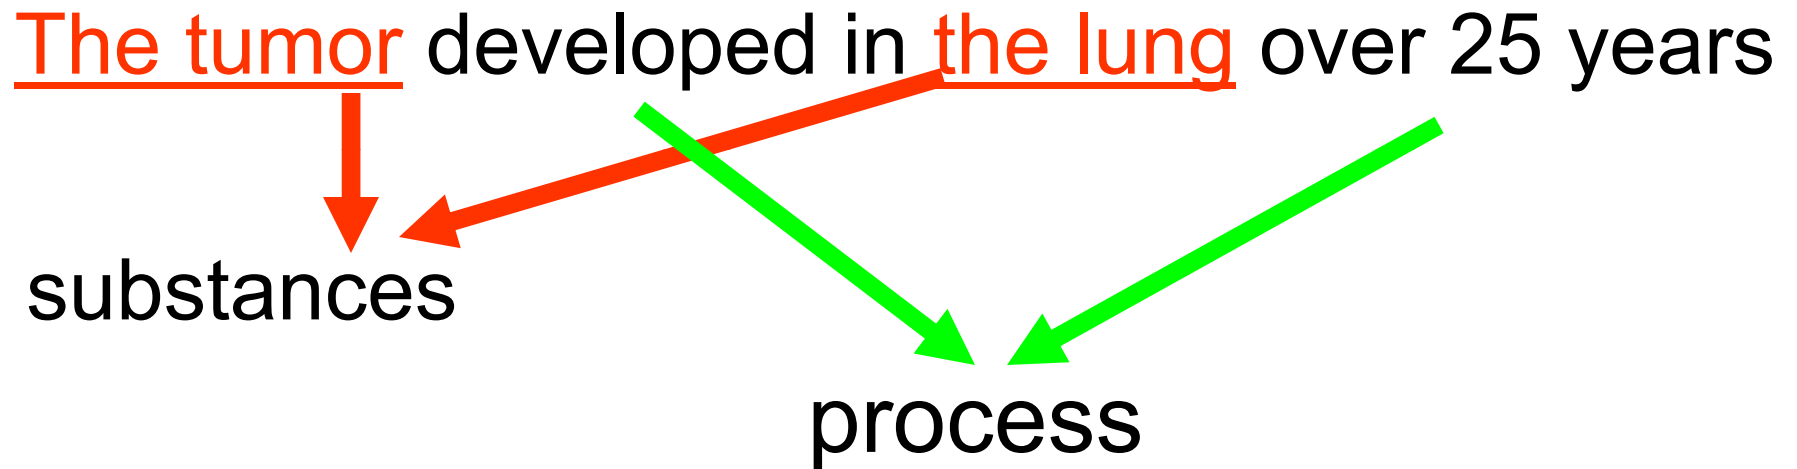 The tumor developed in the lung over 25 years
substances
process